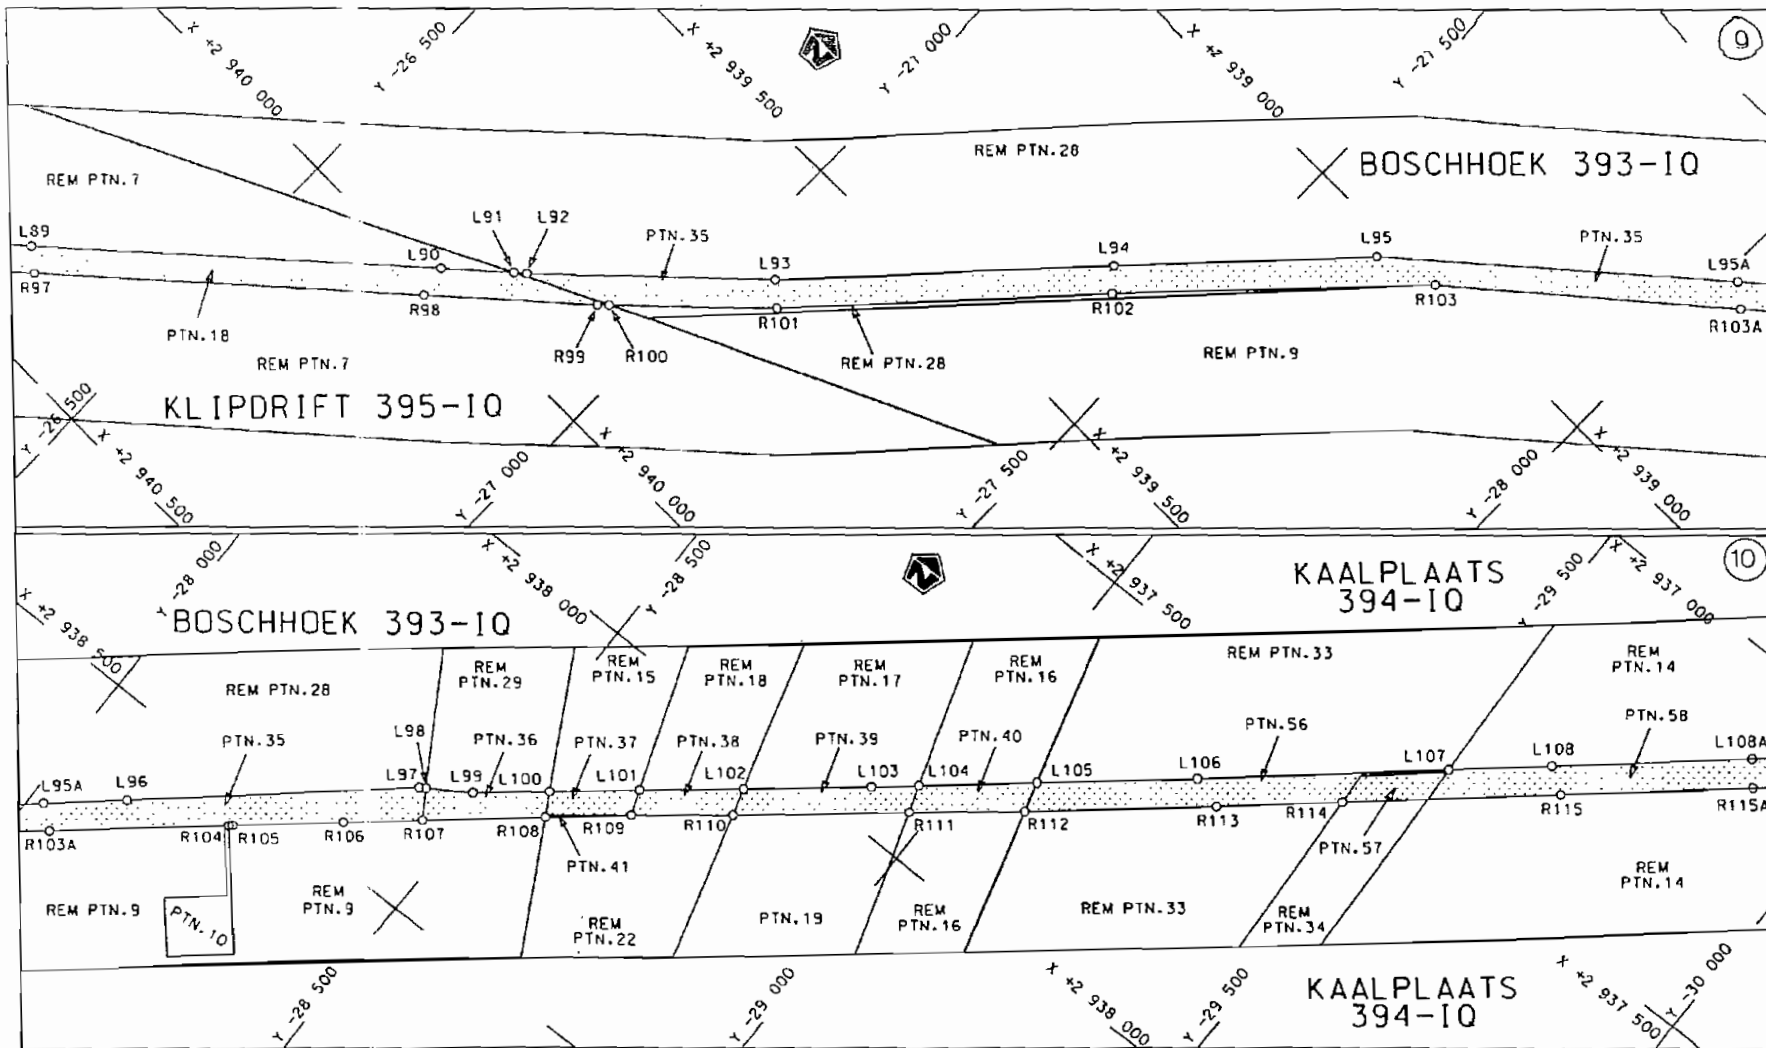 X +2 940 000
Y -26 500
X +2 939 500
Y -27 000
X +2 939 000
Y -27 500
9
REM PTN.7
REM PTN.28
BOSCHHOEK 393-IQ
L89
L90
L91
L92
PTN.35
L93
L94
L95
PTN.35
L95A
R97
R98
R99
R100
R101
R102
R103
R103A
PTN.18
REM PTN.7
REM PTN.28
REM PTN.9
KLIPDRIFT 395-IQ
Y -26 500
X +2 940 500
Y -27 000
X +2 940 000
Y -27 500
X +2 939 500
Y -28 000
X +2 939 000
X +2 938 500
Y -28 000
X +2 938 000
Y -28 500
X +2 937 500
Y -29 500
X +2 937 000
10
BOSCHHOEK 393-IQ
KAALPLAATS
394-IQ
REM PTN.28
REM
PTN.29
REM
PTN.15
REM
PTN.18
REM
PTN.17
REM
PTN.16
REM PTN.33
REM
PTN.14
PTN.35
PTN.36
PTN.37
PTN.38
PTN.39
PTN.40
PTN.56
PTN.58
L95A
L96
L97
L98
L99
L100
L101
L102
L103
L104
L105
L106
L107
L108
L108A
R103A
R104
R105
R106
R107
R108
R109
R110
R111
R112
R113
R114
R115
R115A
PTN.41
PTN.57
REM PTN.9
PTN.10
REM
PTN.9
REM
PTN.22
PTN.19
REM
PTN.16
REM PTN.33
REM
PTN.34
REM
PTN.14
Y -28 500
Y -29 000
X +2 938 000
Y -29 500
KAALPLAATS
394-IQ
X +2 937 500
Y -30 000